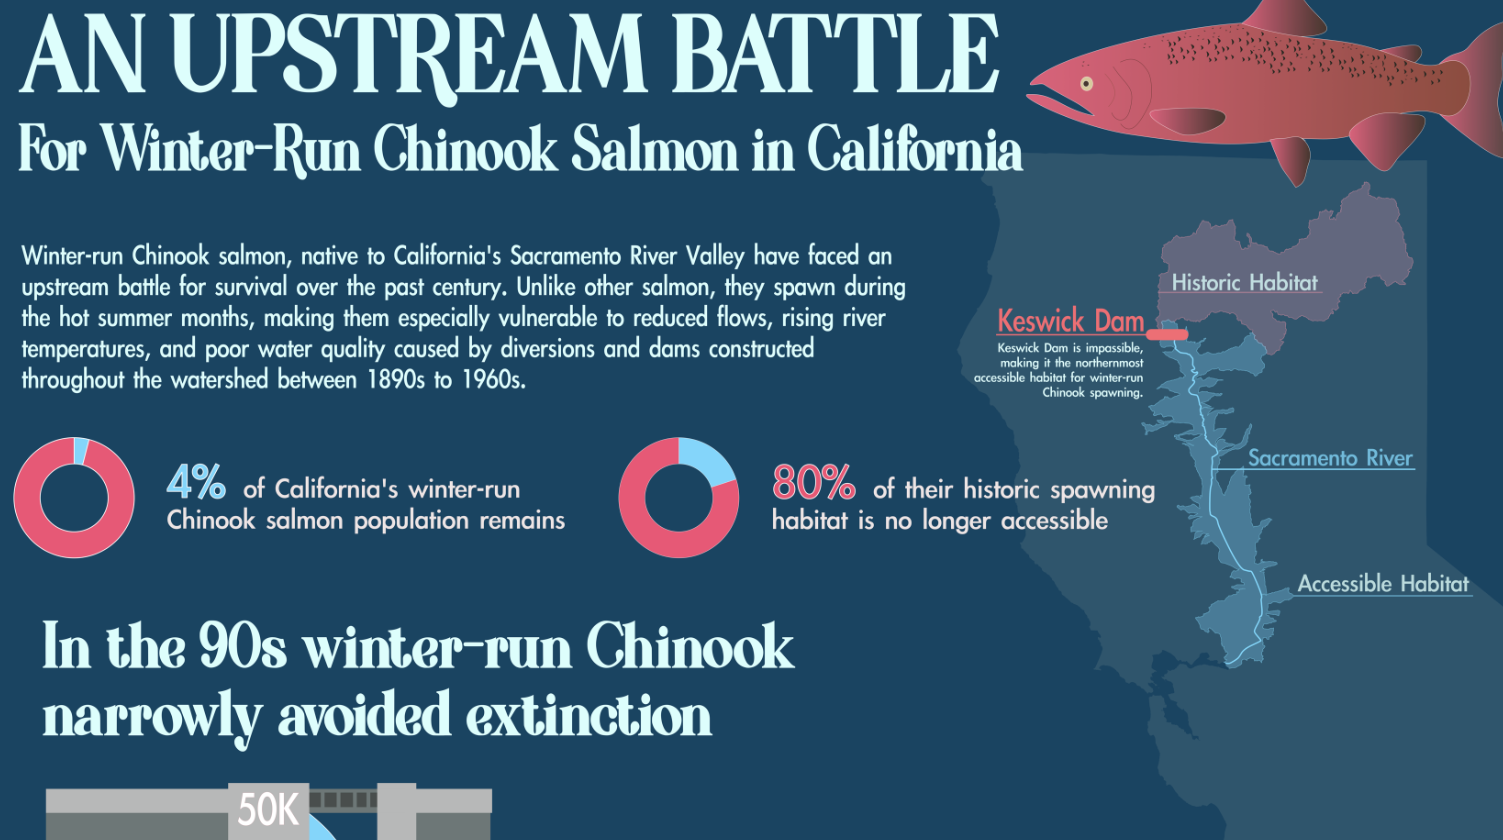 AN UPSTREAM BATTLE
For Winter-Run Chinook Salmon in California
Winter-run Chinook salmon, native to California's Sacramento River Valley have faced an
upstream battle for survival over the past century. Unlike other salmon, they spawn during
the hot summer months, making them especially vulnerable to reduced flows, rising river
temperatures, and poor water quality caused by diversions and dams constructed
throughout the watershed between 1890s to 1960s.
Historic Habitat
Keswick Dam
Keswick Dam is impassible,
making it the northernmost
accessible habitat for winter-run
Chinook spawning.
Sacramento River
Accessible Habitat
4% of California's winter-run
Chinook salmon population remains
80% of their historic spawning
habitat is no longer accessible
In the 90s winter-run Chinook
narrowly avoided extinction
50K